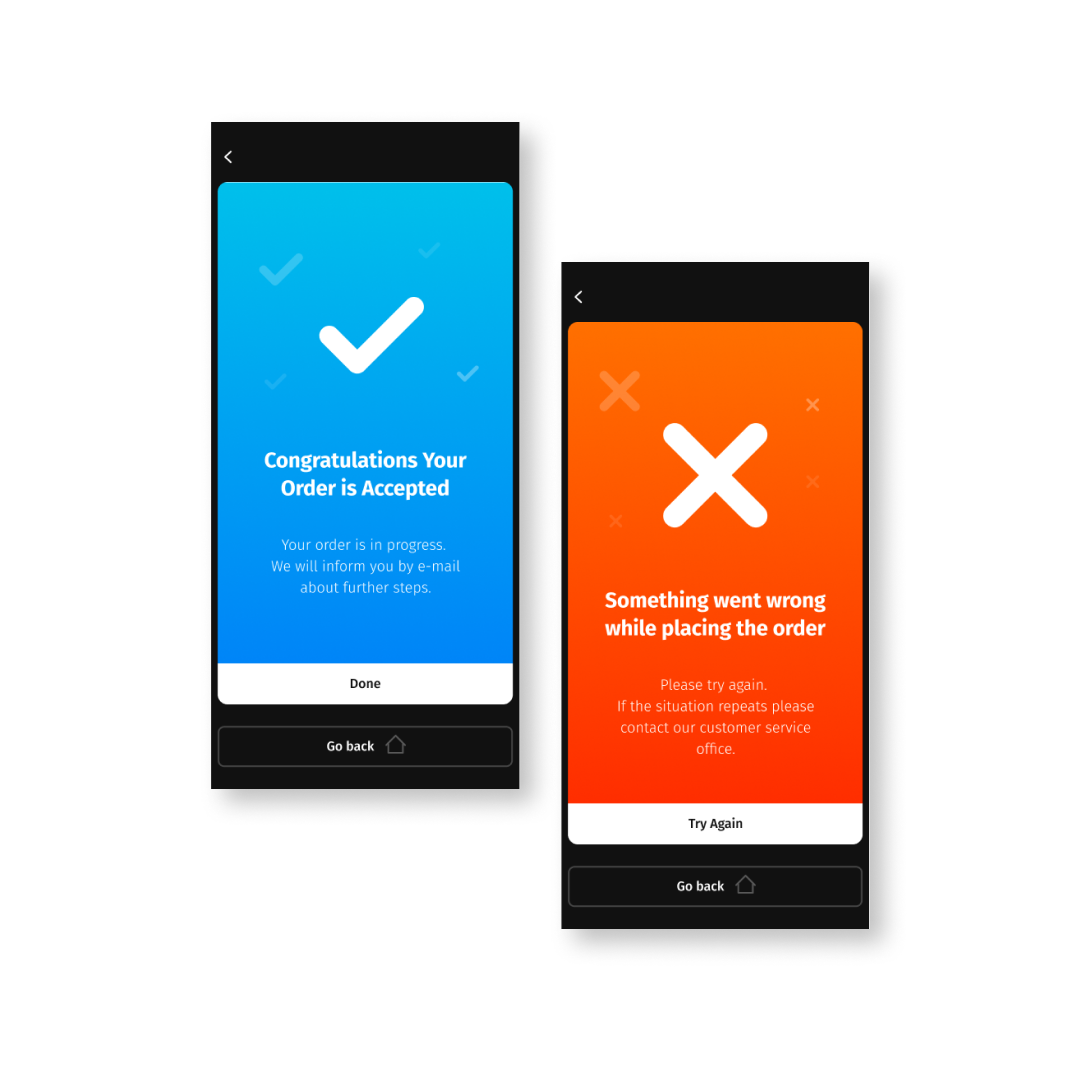 Congratulations Your
Order is Accepted
Your order is in progress.
We will inform you by e-mail
about further steps.
Done
Go back
Something went wrong
while placing the order
Please try again.
If the situation repeats please
contact our customer service
office.
Try Again
Go back